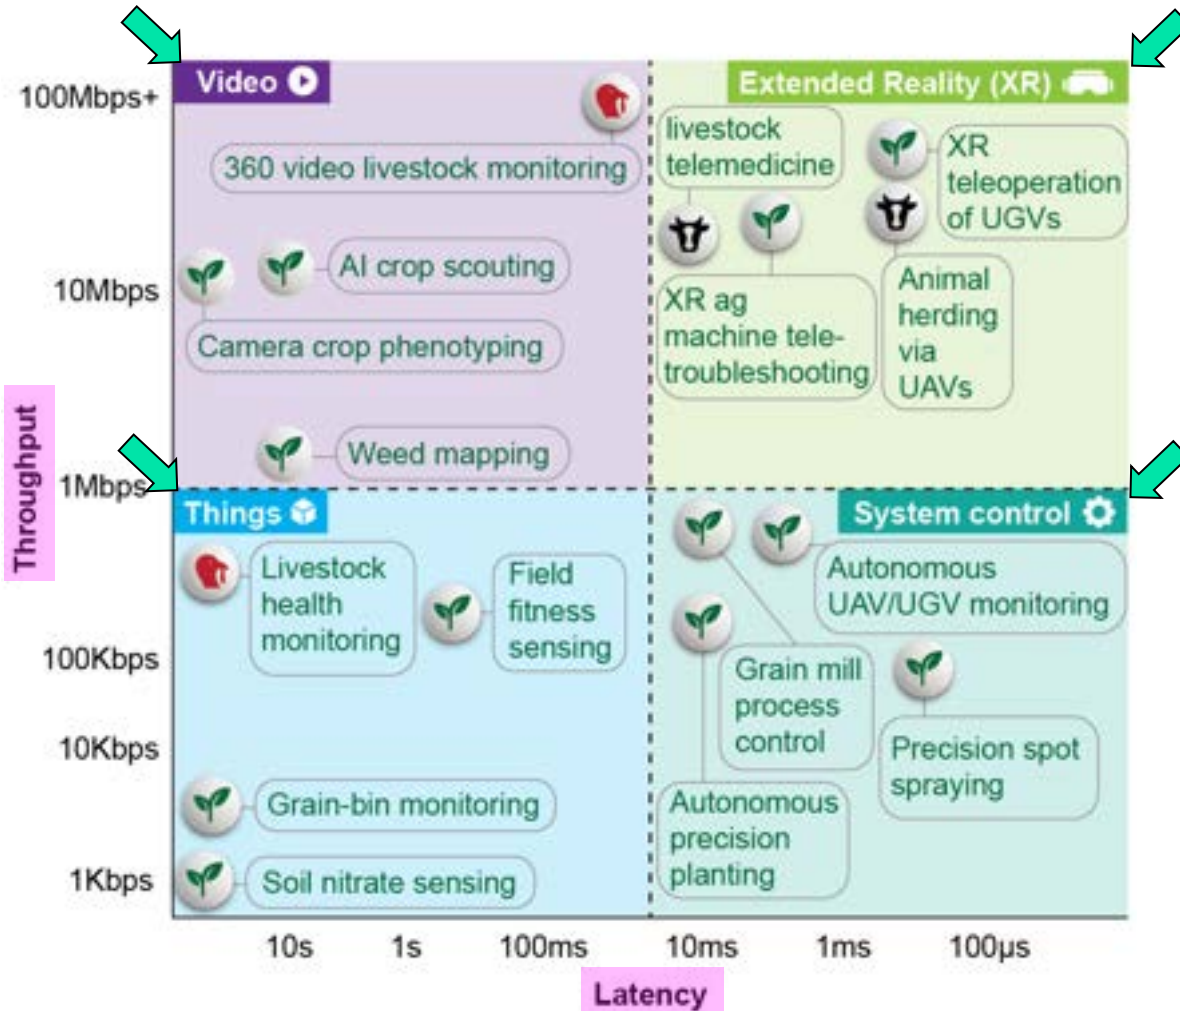 Video
Extended Reality (XR)
100Mbps+
360 video livestock monitoring
livestock
telemedicine
XR
teleoperation
of UGVs
AI crop scouting
10Mbps
Camera crop phenotyping
XR ag
machine tele-
troubleshooting
Animal
herding
via
UAVs
Weed mapping
1Mbps
Throughput
Things
System control
Livestock
health
monitoring
Field
fitness
sensing
Autonomous
UAV/UGV monitoring
100Kbps
Grain mill
process
control
10Kbps
Precision spot
spraying
Grain-bin monitoring
Autonomous
precision
planting
1Kbps
Soil nitrate sensing
10s
1s
100ms
10ms
1ms
100µs
Latency